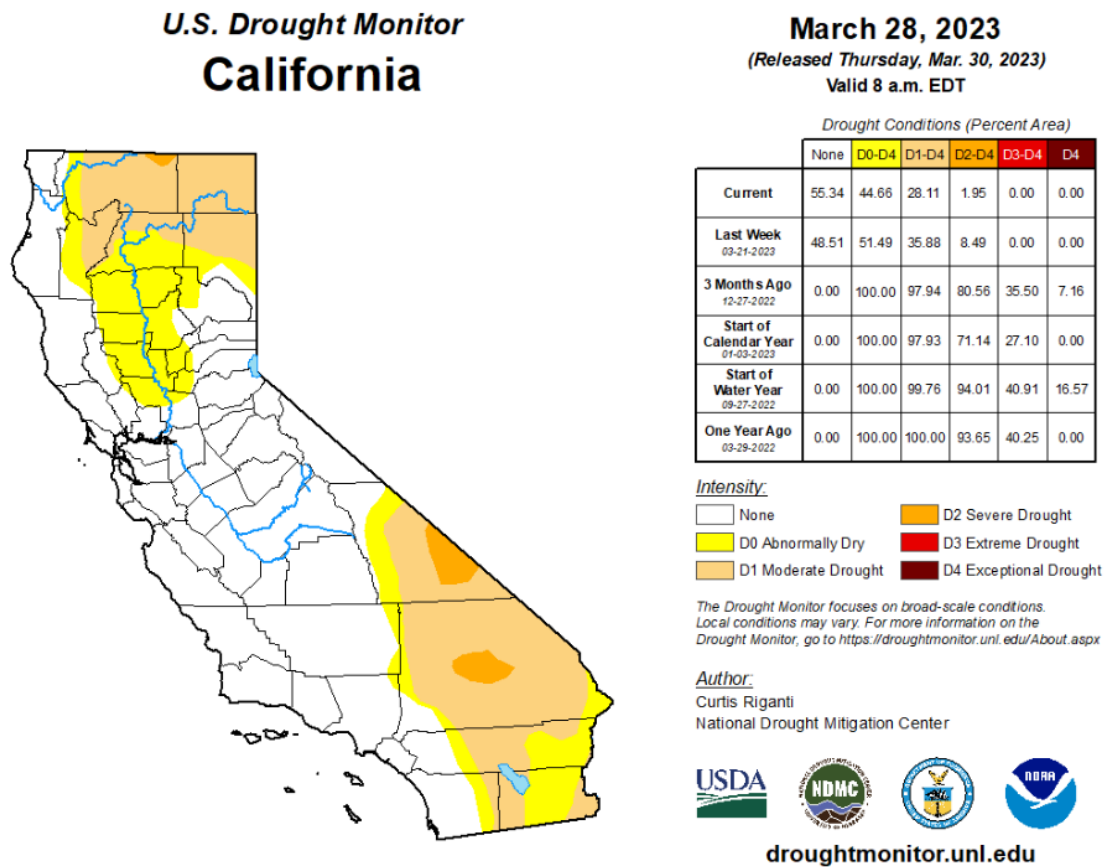 U.S. Drought Monitor
California
March 28, 2023
(Released Thursday, Mar. 30, 2023)
Valid 8 a.m. EDT
Drought Conditions (Percent Area)
None D0-D4 D1-D4 D2-D4 D3-D4 D4
Current 55.34 44.66 28.11 1.95 0.00 0.00
Last Week
03-21-2023 48.51 51.49 35.88 8.49 0.00 0.00
3 Months Ago
12-27-2022 0.00 100.00 97.94 80.56 35.50 7.16
Start of
Calendar Year
01-03-2023 0.00 100.00 97.93 71.14 27.10 0.00
Start of
Water Year
09-27-2022 0.00 100.00 99.76 94.01 40.91 16.57
One Year Ago
03-29-2022 0.00 100.00 100.00 93.65 40.25 0.00
Intensity:
None
D0 Abnormally Dry
D1 Moderate Drought
D2 Severe Drought
D3 Extreme Drought
D4 Exceptional Drought
The Drought Monitor focuses on broad-scale conditions.
Local conditions may vary. For more information on the
Drought Monitor, go to https://droughtmonitor.unl.edu/About.aspx
Author:
Curtis Riganti
National Drought Mitigation Center
USDA
NDMC
NOAA
droughtmonitor.unl.edu